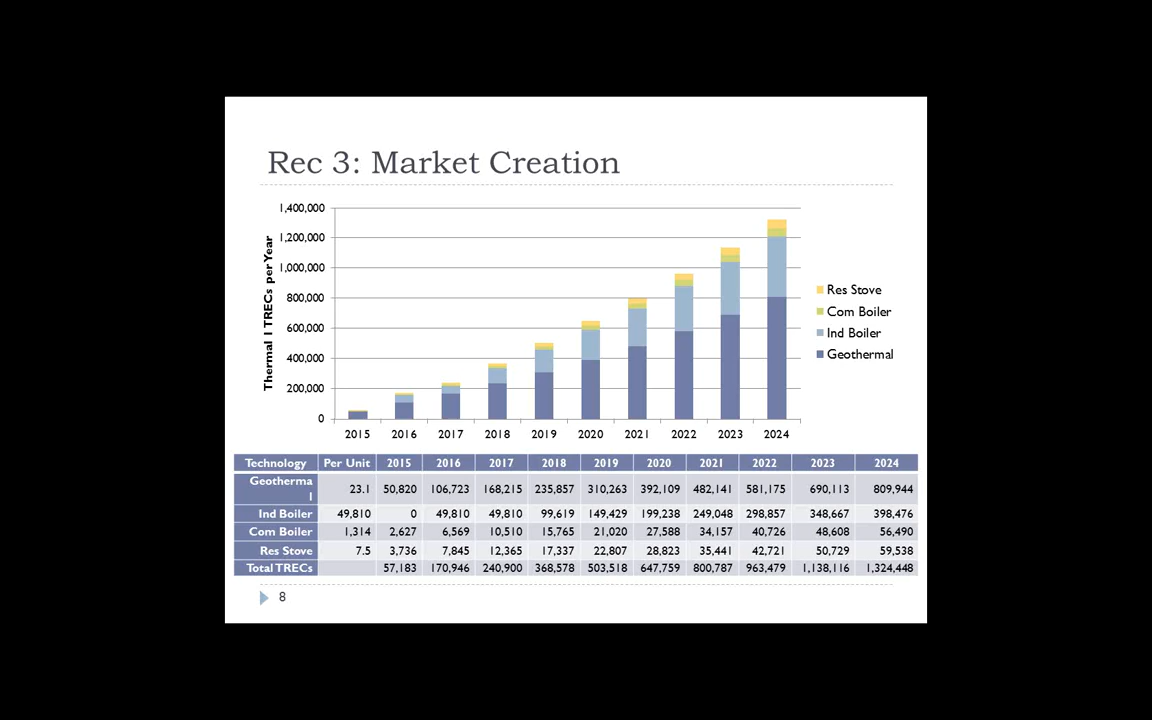 Rec 3: Market Creation
Thermal 1 TRECs per Year
1,400,000
1,200,000
1,000,000
800,000
600,000
400,000
200,000
0
2015 2016 2017 2018 2019 2020 2021 2022 2023 2024
Res Stove
Com Boiler
Ind Boiler
Geothermal
Technology Per Unit 2015 2016 2017 2018 2019 2020 2021 2022 2023 2024
Geotherma
l 23.1 50,820 106,723 168,215 235,857 310,263 392,109 482,141 581,175 690,113 809,944
Ind Boiler 49,810 0 49,810 49,810 99,619 149,429 199,238 249,048 298,857 348,667 398,476
Com Boiler 1,314 2,627 6,569 10,510 15,765 21,020 27,588 34,157 40,726 48,608 56,490
Res Stove 7.5 3,736 7,845 12,365 17,337 22,807 28,823 35,441 42,721 50,729 59,538
Total TRECs 57,183 170,946 240,900 368,578 503,518 647,759 800,787 963,479 1,138,116 1,324,448
8